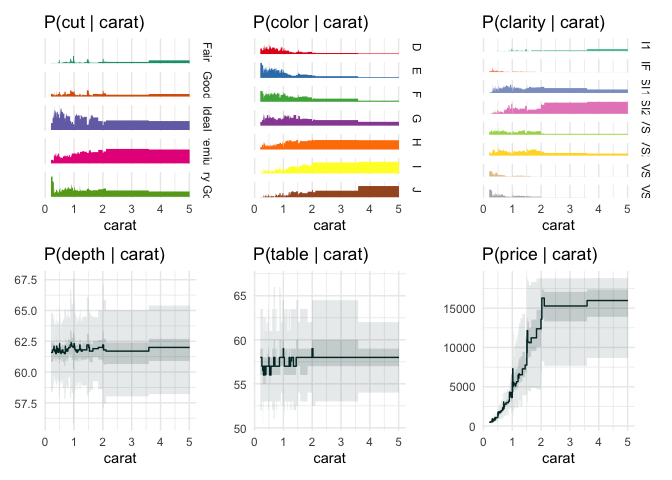 P(cut | carat)
Fair
Good
Ideal
0 1 2 3 4 5
carat
P(color | carat)
D
E
F
G
H
I
J
0 1 2 3 4 5
carat
P(clarity | carat)
I1
IF
SI1
SI2
0 1 2 3 4 5
carat
P(depth | carat)
67.5
65.0
62.5
60.0
57.5
0 1 2 3 4 5
carat
P(table | carat)
65
60
55
50
0 1 2 3 4 5
carat
P(price | carat)
15000
10000
5000
0
0 1 2 3 4 5
carat